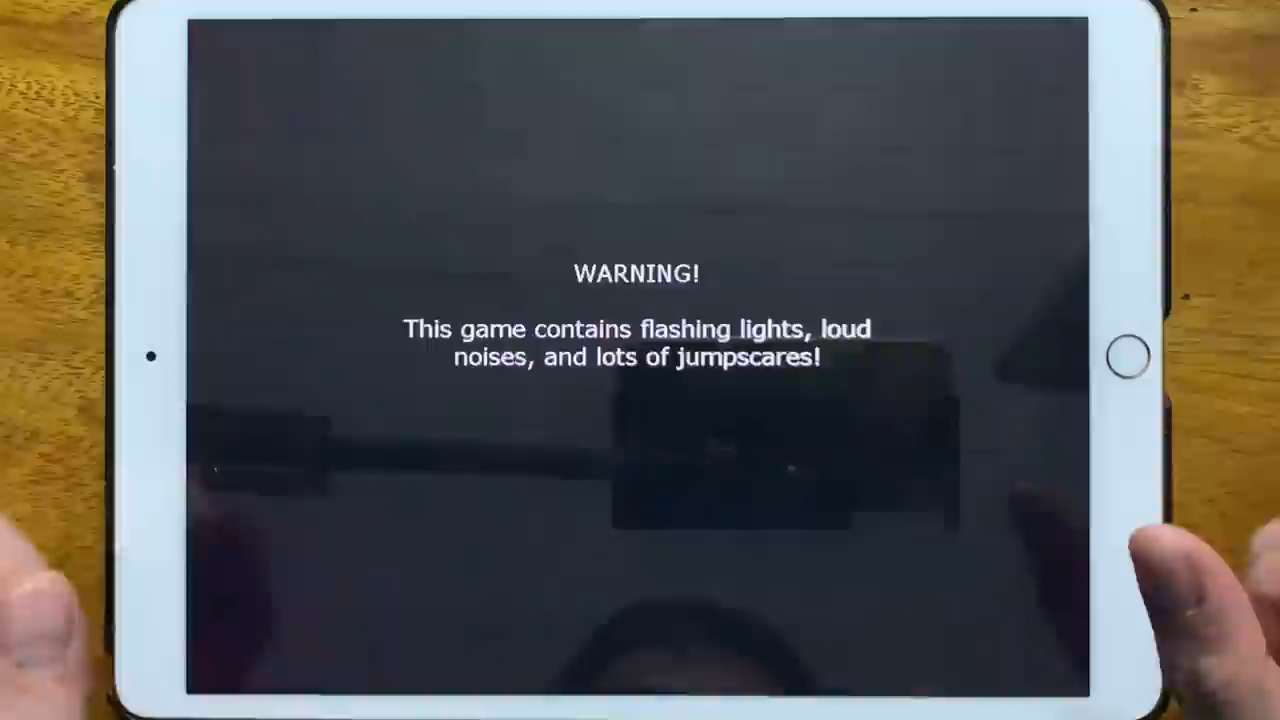 WARNING!
This game contains flashing lights, loud
noises, and lots of jumpscares!